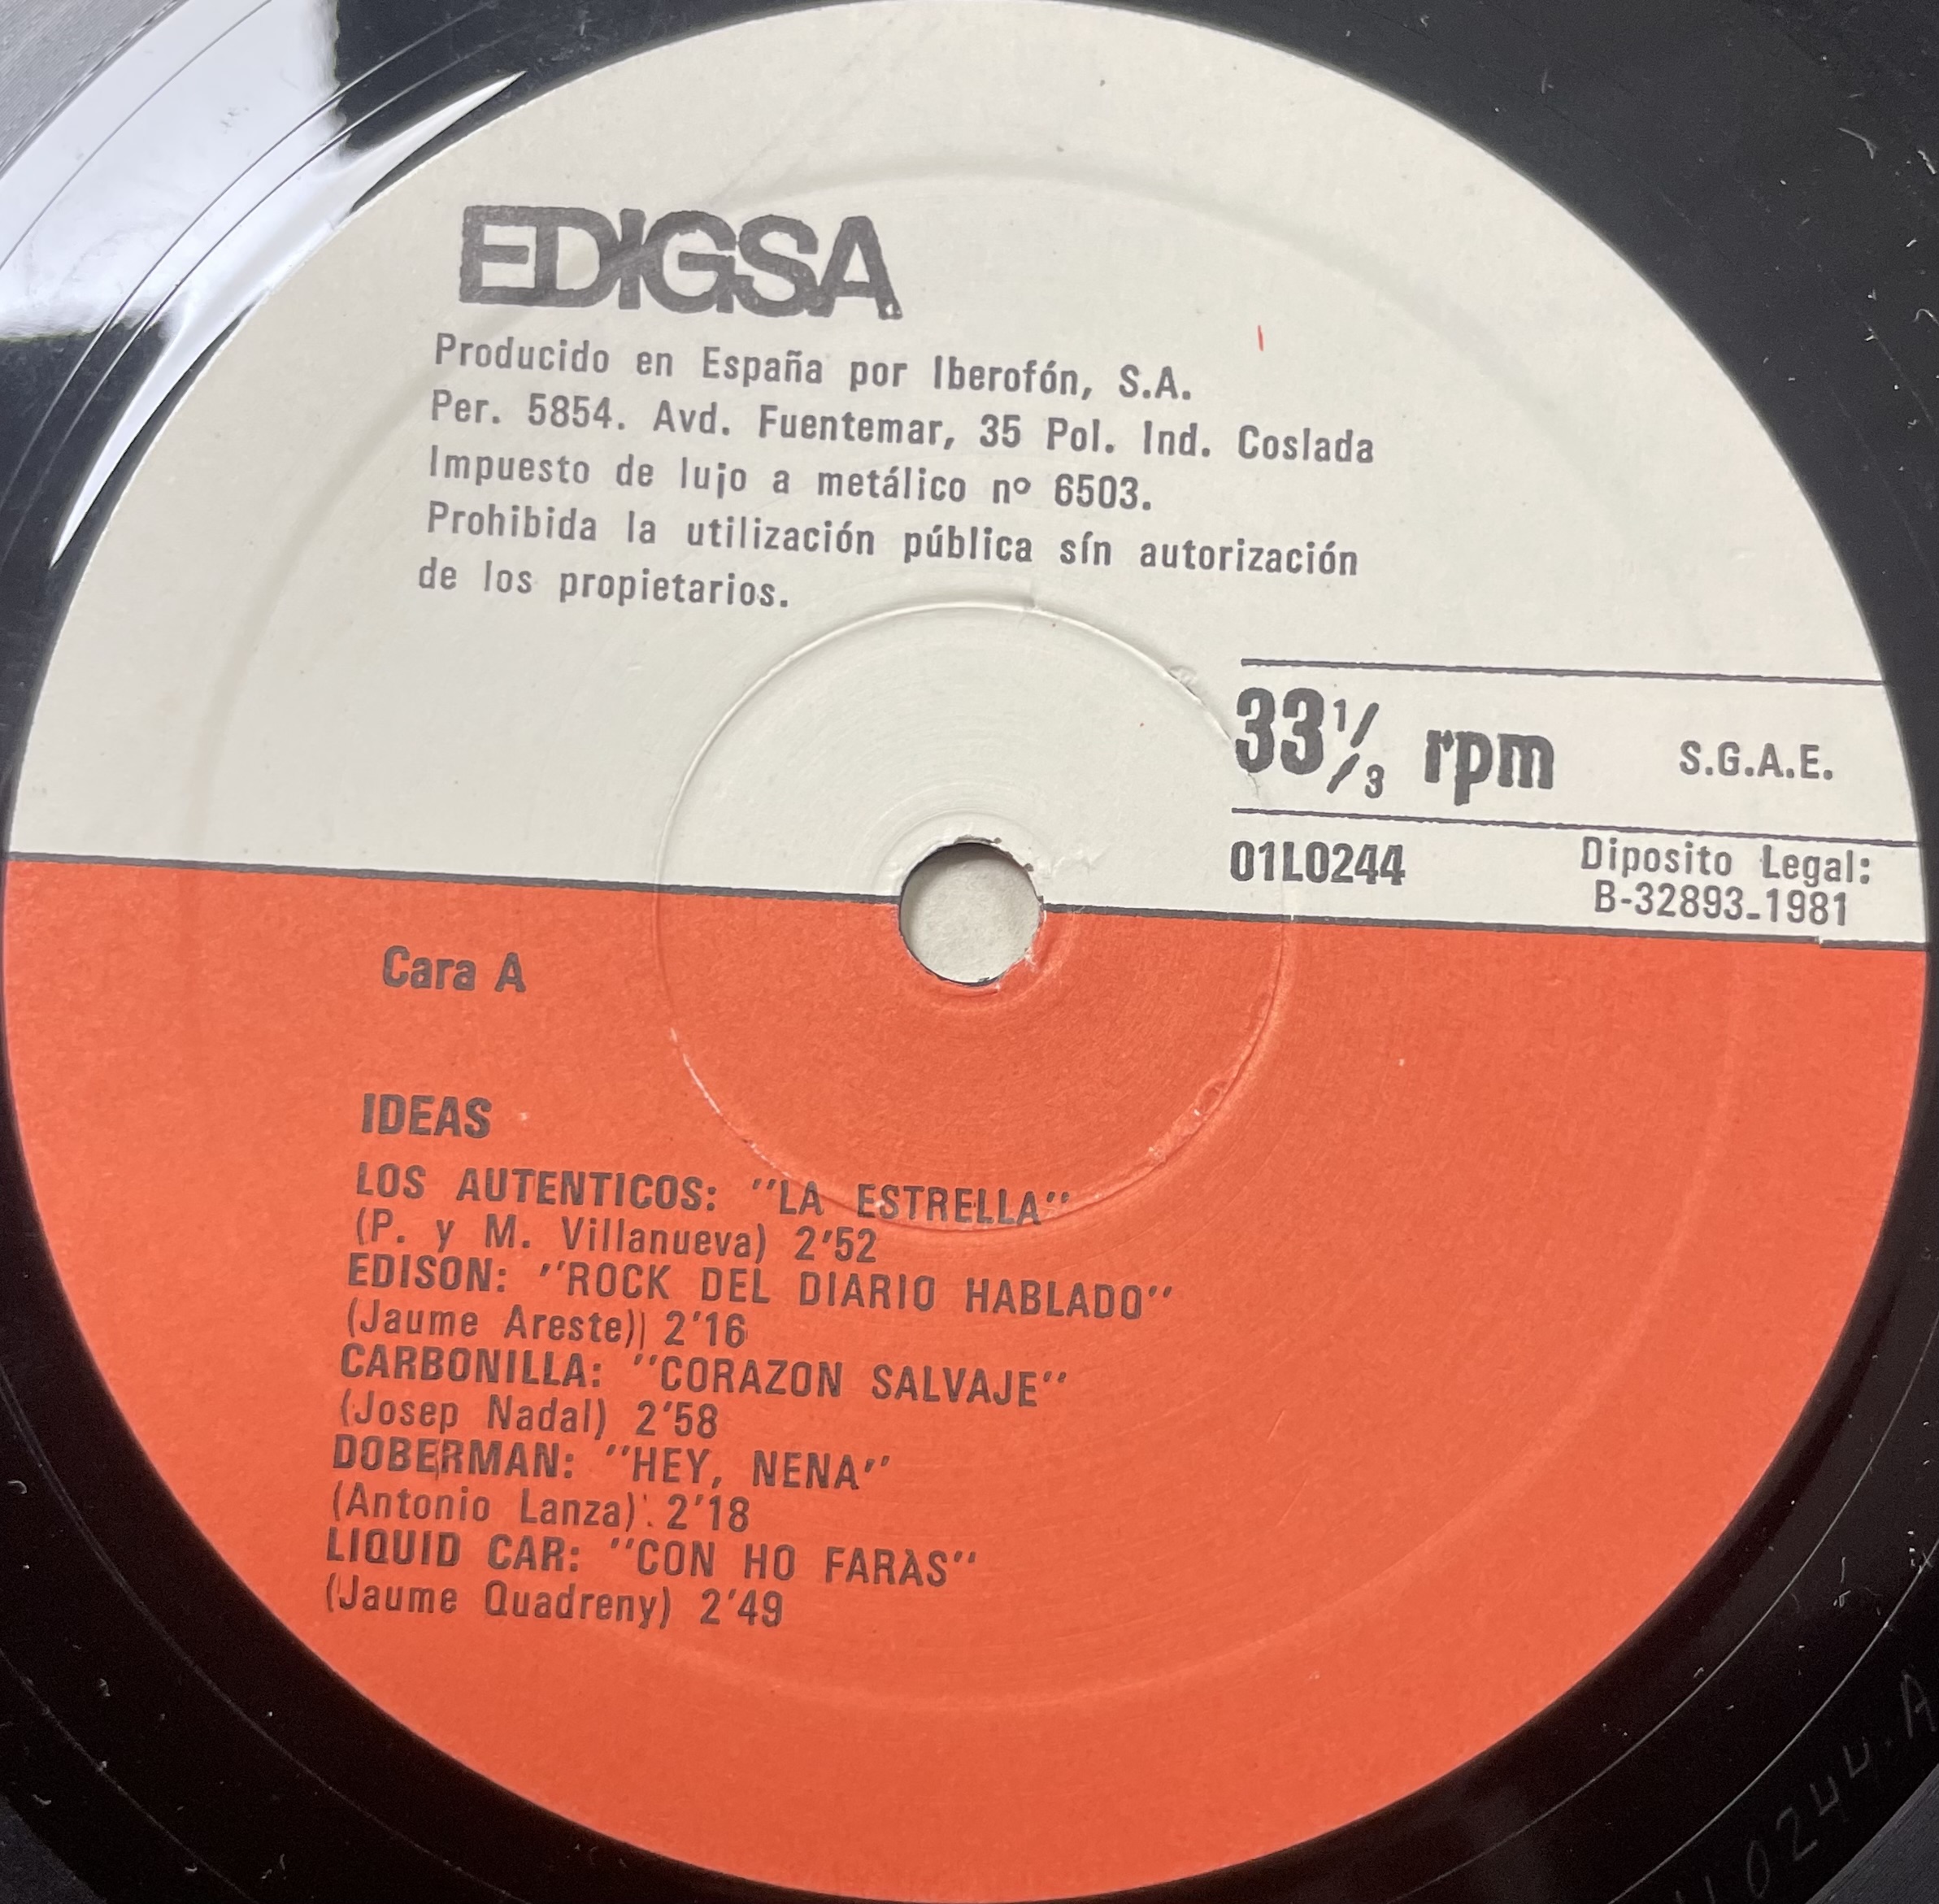 EDIGSA
Producido en España por Iberofón, S.A.
Per. 5854. Avd. Fuentemar, 35 Pol. Ind. Coslada
Impuesto de lujo a metálico nº 6503.
Prohibida la utilización pública sín autorización
de los propietarios.
33 1/3 rpm S.G.A.E.
01L0244 Diposito Legal:
B-32893-1981
Cara A
IDEAS
LOS AUTENTICOS: "LA ESTRELLA"
(P. y M. Villanueva) 2'52
EDISON: "ROCK DEL DIARIO HABLADO"
(Jaume Areste)) 2'16
CARBONILLA: "CORAZON SALVAJE"
(Josep Nadal) 2'58
DOBERMAN: "HEY, NENA"
(Antonio Lanza). 2'18
LIQUID CAR: "CON HO FARÀS"
(Jaume Quadreny) 2'49